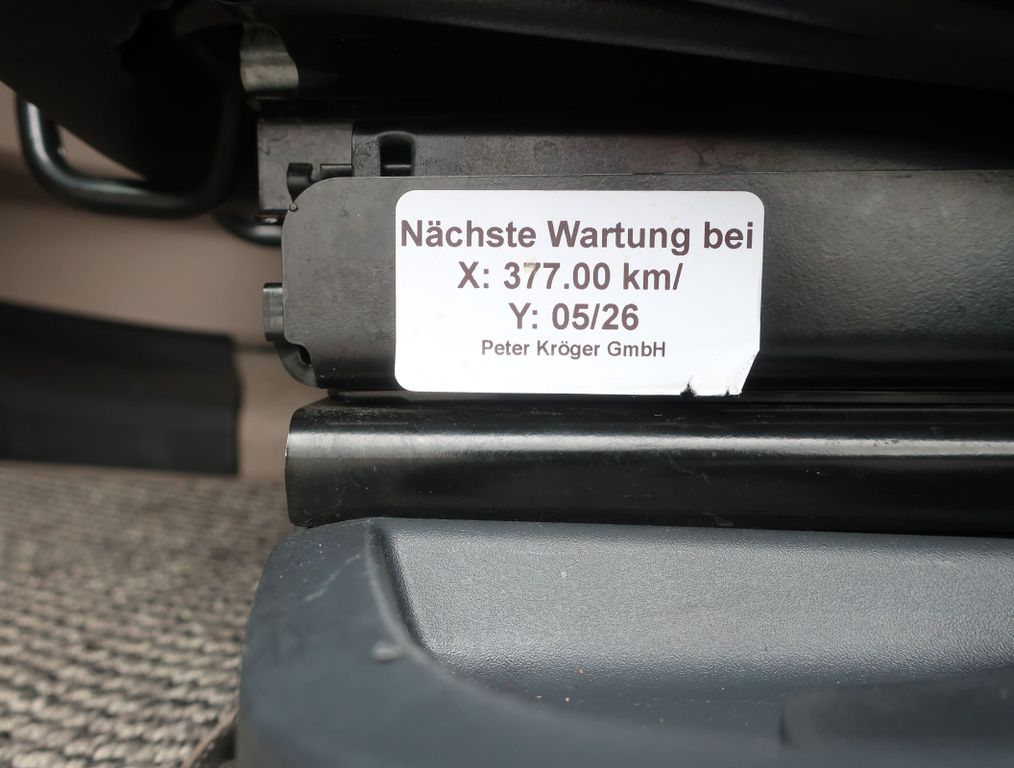 Nächste Wartung bei
X: 377.00 km/
Y: 05/26
Peter Kröger GmbH